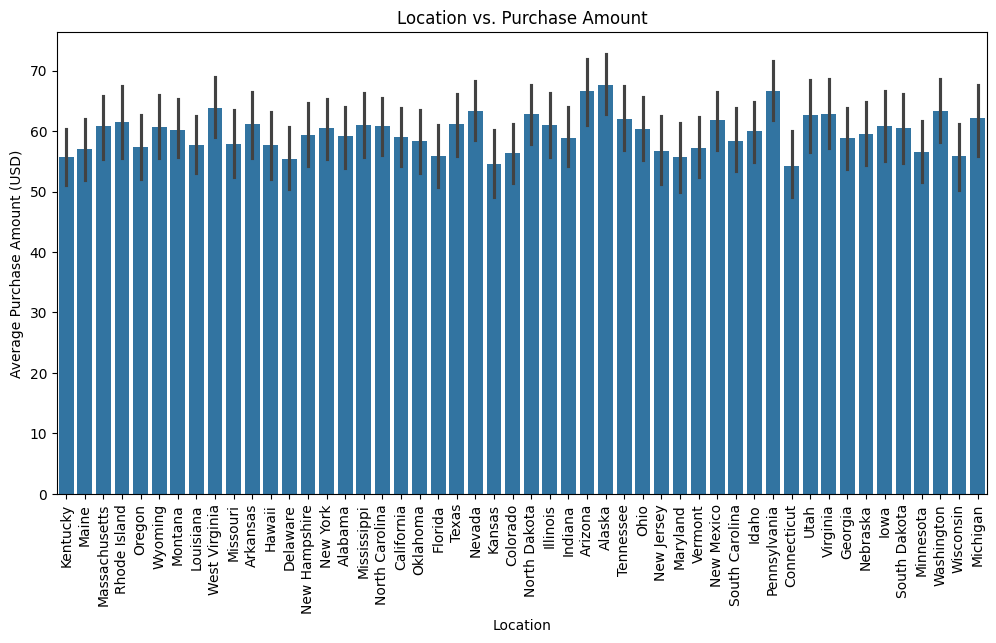 Location vs. Purchase Amount
Average Purchase Amount (USD)
70
60
50
40
30
20
10
0
Kentucky
Maine
Massachusetts
Rhode Island
Oregon
Wyoming
Montana
Louisiana
West Virginia
Missouri
Arkansas
Hawaii
Delaware
New Hampshire
New York
Alabama
Mississippi
North Carolina
California
Oklahoma
Florida
Texas
Nevada
Kansas
Colorado
North Dakota
Illinois
Indiana
Arizona
Alaska
Tennessee
Ohio
New Jersey
Maryland
Vermont
New Mexico
South Carolina
Idaho
Pennsylvania
Connecticut
Utah
Virginia
Georgia
Nebraska
Iowa
South Dakota
Minnesota
Washington
Wisconsin
Michigan
Location